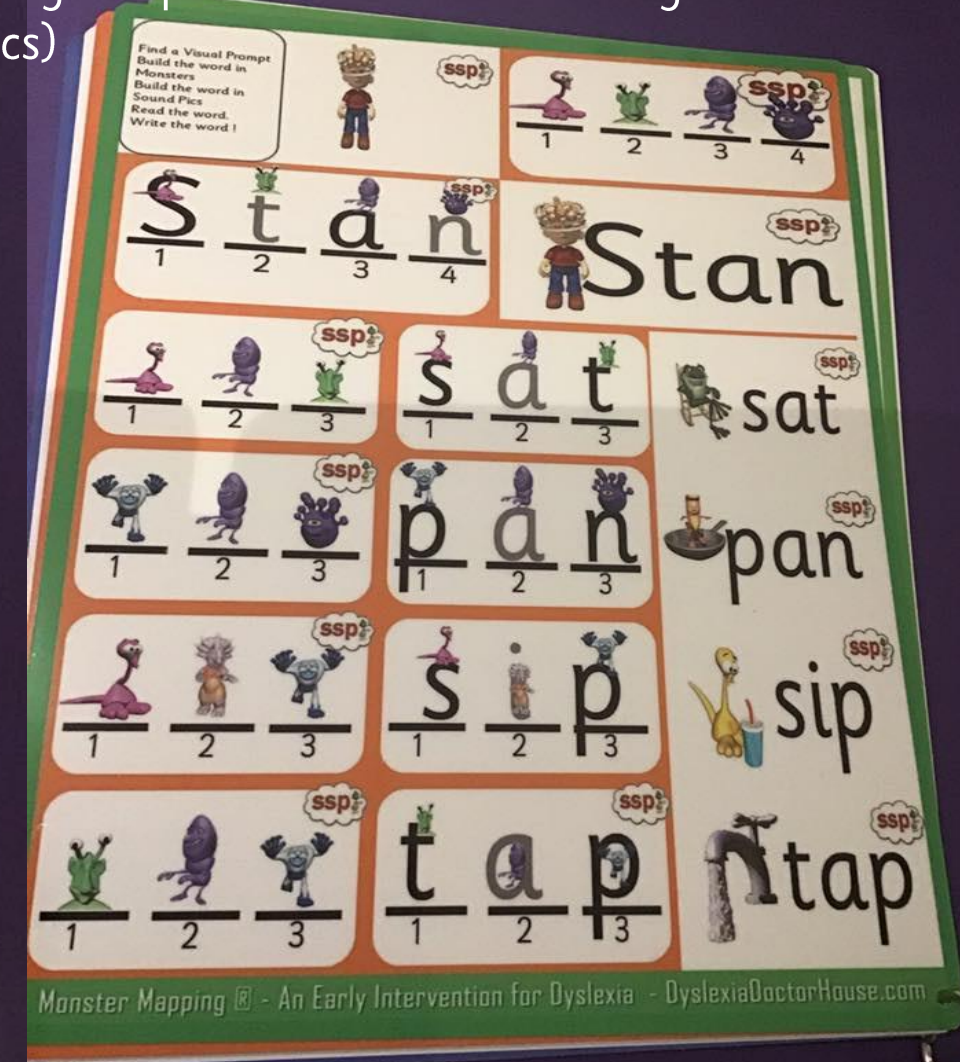 cs)
Find a Visual Prompt
Build the word in
Monsters
Build the word in
Sound Pics
Read the word.
Write the word !
ssp
ssp
1 2 3 4
S t a n
ssp
1 2 3 4
Stan
ssp
ssp
1 2 3
s a t
1 2 3
sat
ssp
ssp
1 2 3
p a n
1 2 3
pan
ssp
ssp
1 2 3
s i p
1 2 3
sip
ssp
ssp
1 2 3
t a p
ssp
1 2 3
tap
ssp
Monster Mapping ® - An Early Intervention for Dyslexia - DyslexiaDoctorHouse.com